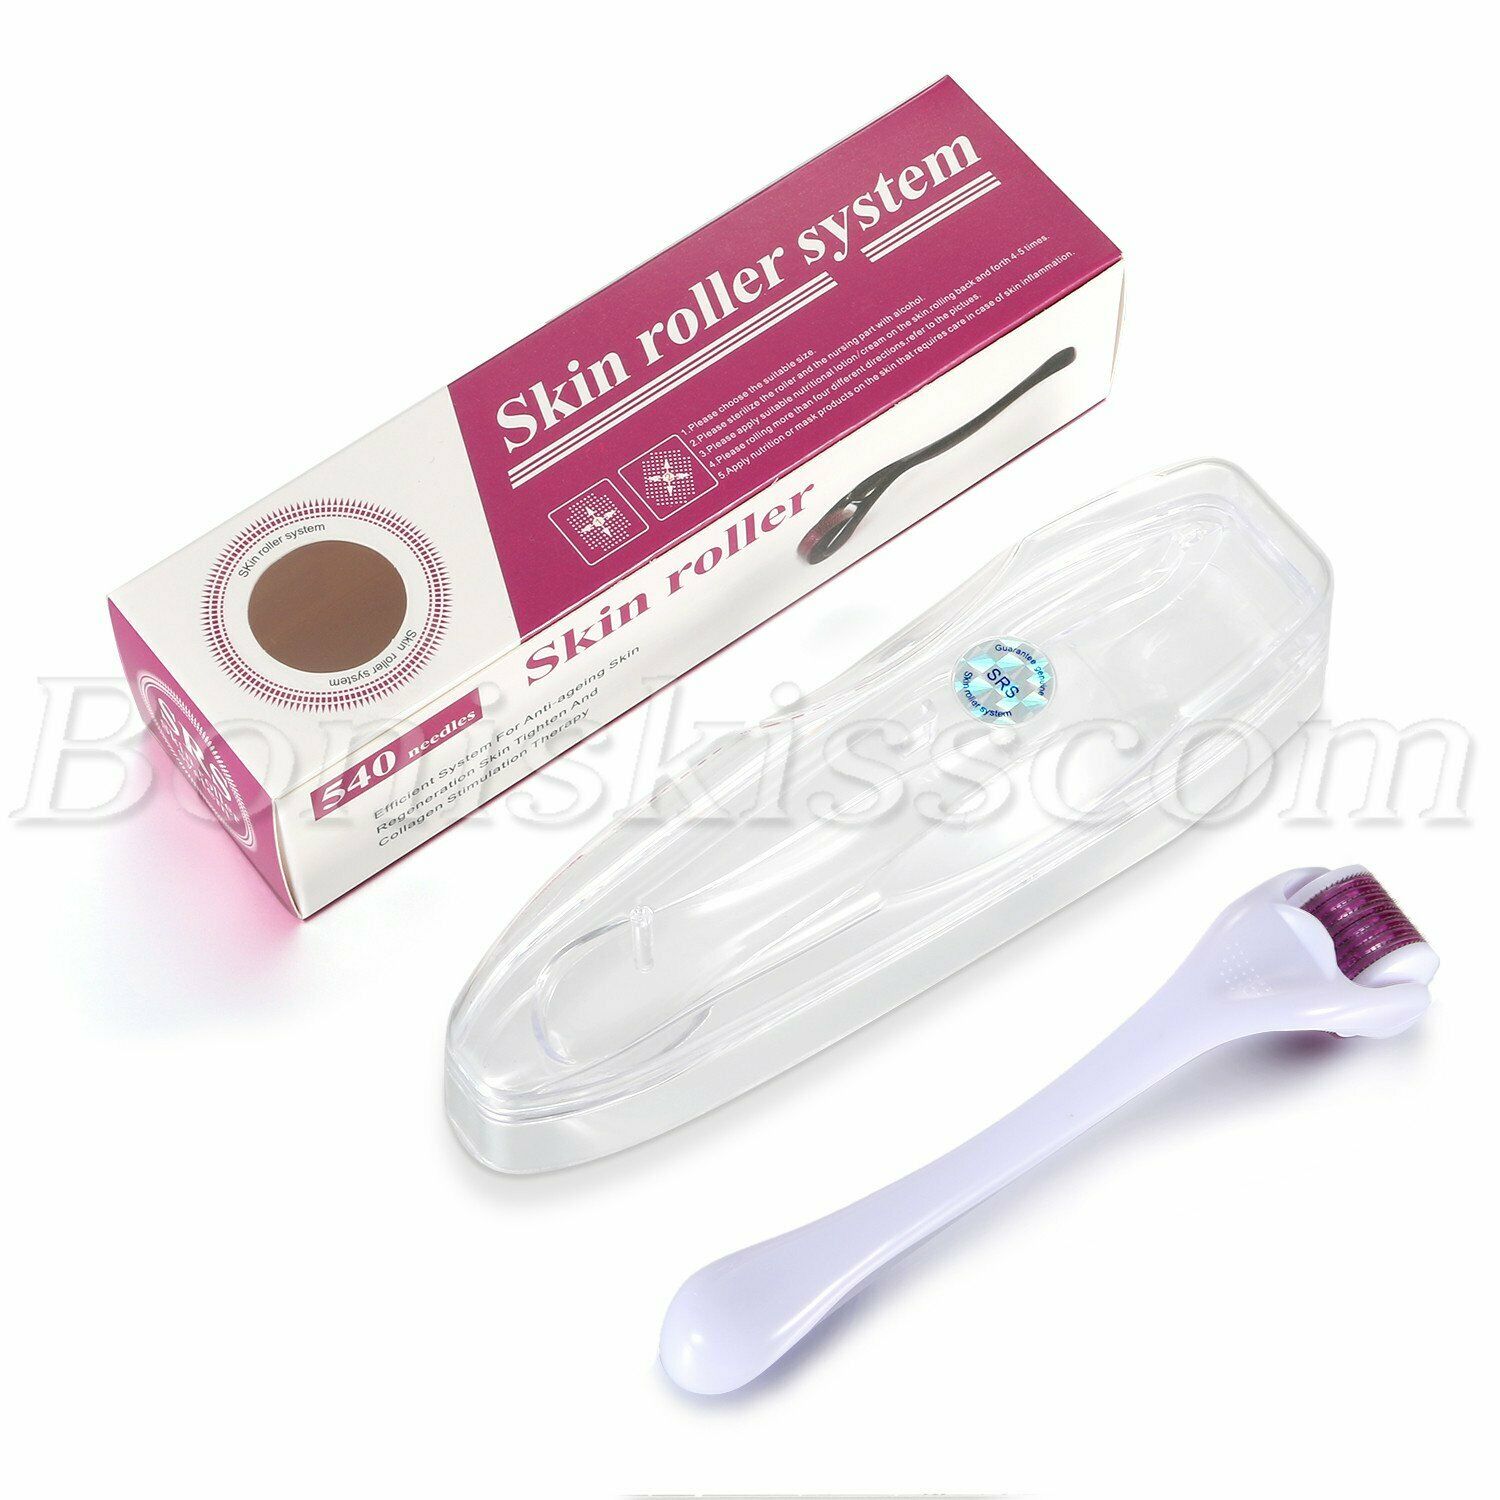 Skin roller system
1.Please choose the suitable size.
2.Please sterilize the roller and the nursing part with alcohol.
3.Please apply suitable nutritional lotion/cream on the skin,rolling back and forth 4-5 times.
4.Please rolling more than four different directions,refer to the pictues.
5.Apply nutrition or mask products on the skin that requires care in case of skin inflammation.
SKin roller system
Skin roller system
Skin roller
540 needles
Efficient System For Anti-ageing Skin
Regeneration Skin Tighten And
Collagen Stimulation Therapy
SRS
Guarantee genuine
SRS
Skin roller system
Boniskisscom